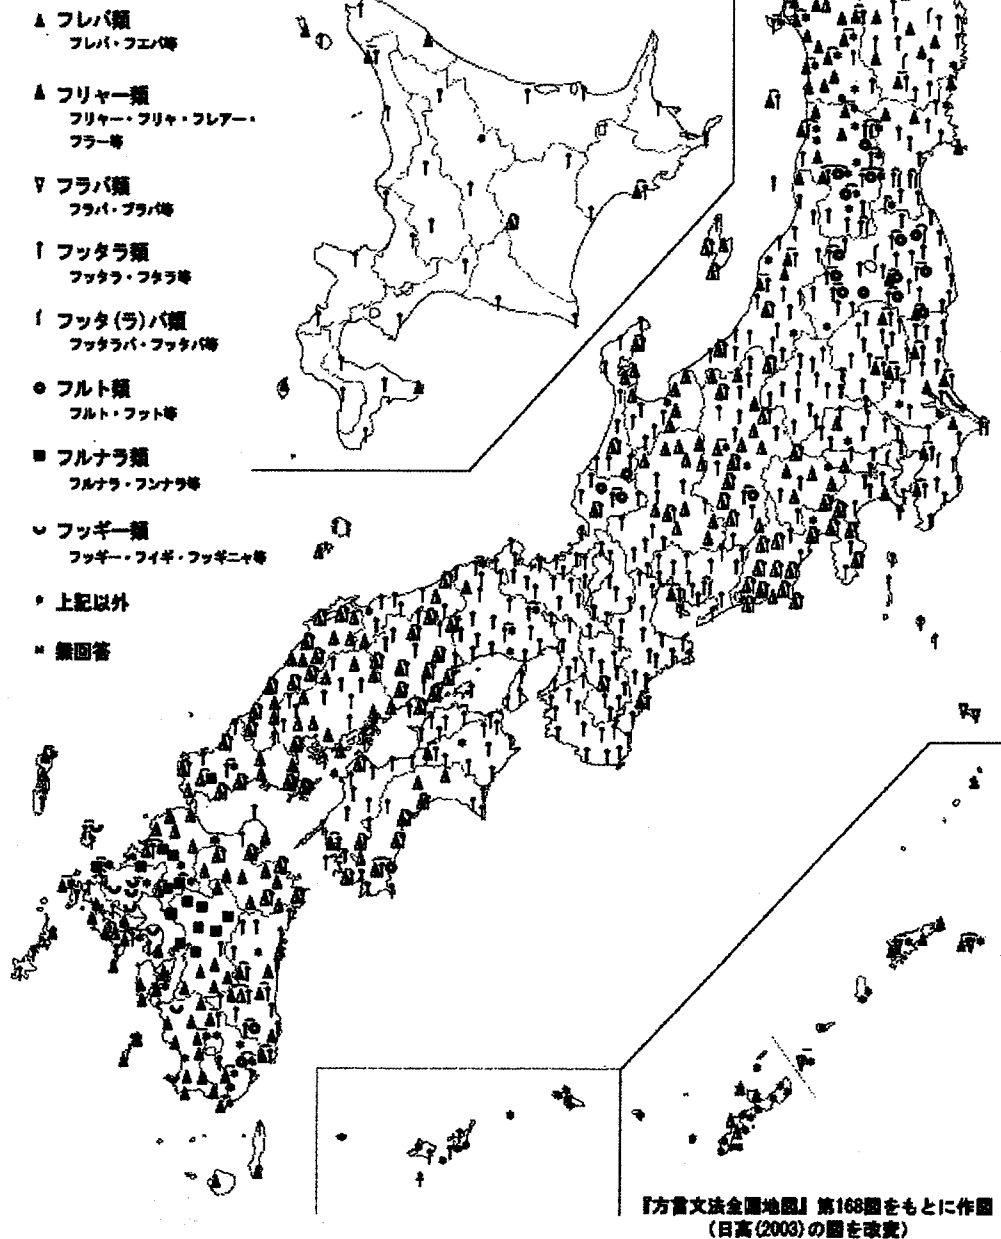 フレバ類
フレバ・フエバ等
フリャー類
フリャー・フリャ・フレアー・
フラー等
フラバ類
フラバ・ブラバ等
フッタラ類
フッタラ・フタラ等
フッタ(ラ)バ類
フッタラバ・フッタバ等
フルト類
フルト・フット等
フルナラ類
フルナラ・フンナラ等
フッギー類
フッギー・フイギ・フッギニャ等
上記以外
無回答
『方言文法全国地図』第168図をもとに作図
(日高(2003)の図を改変)